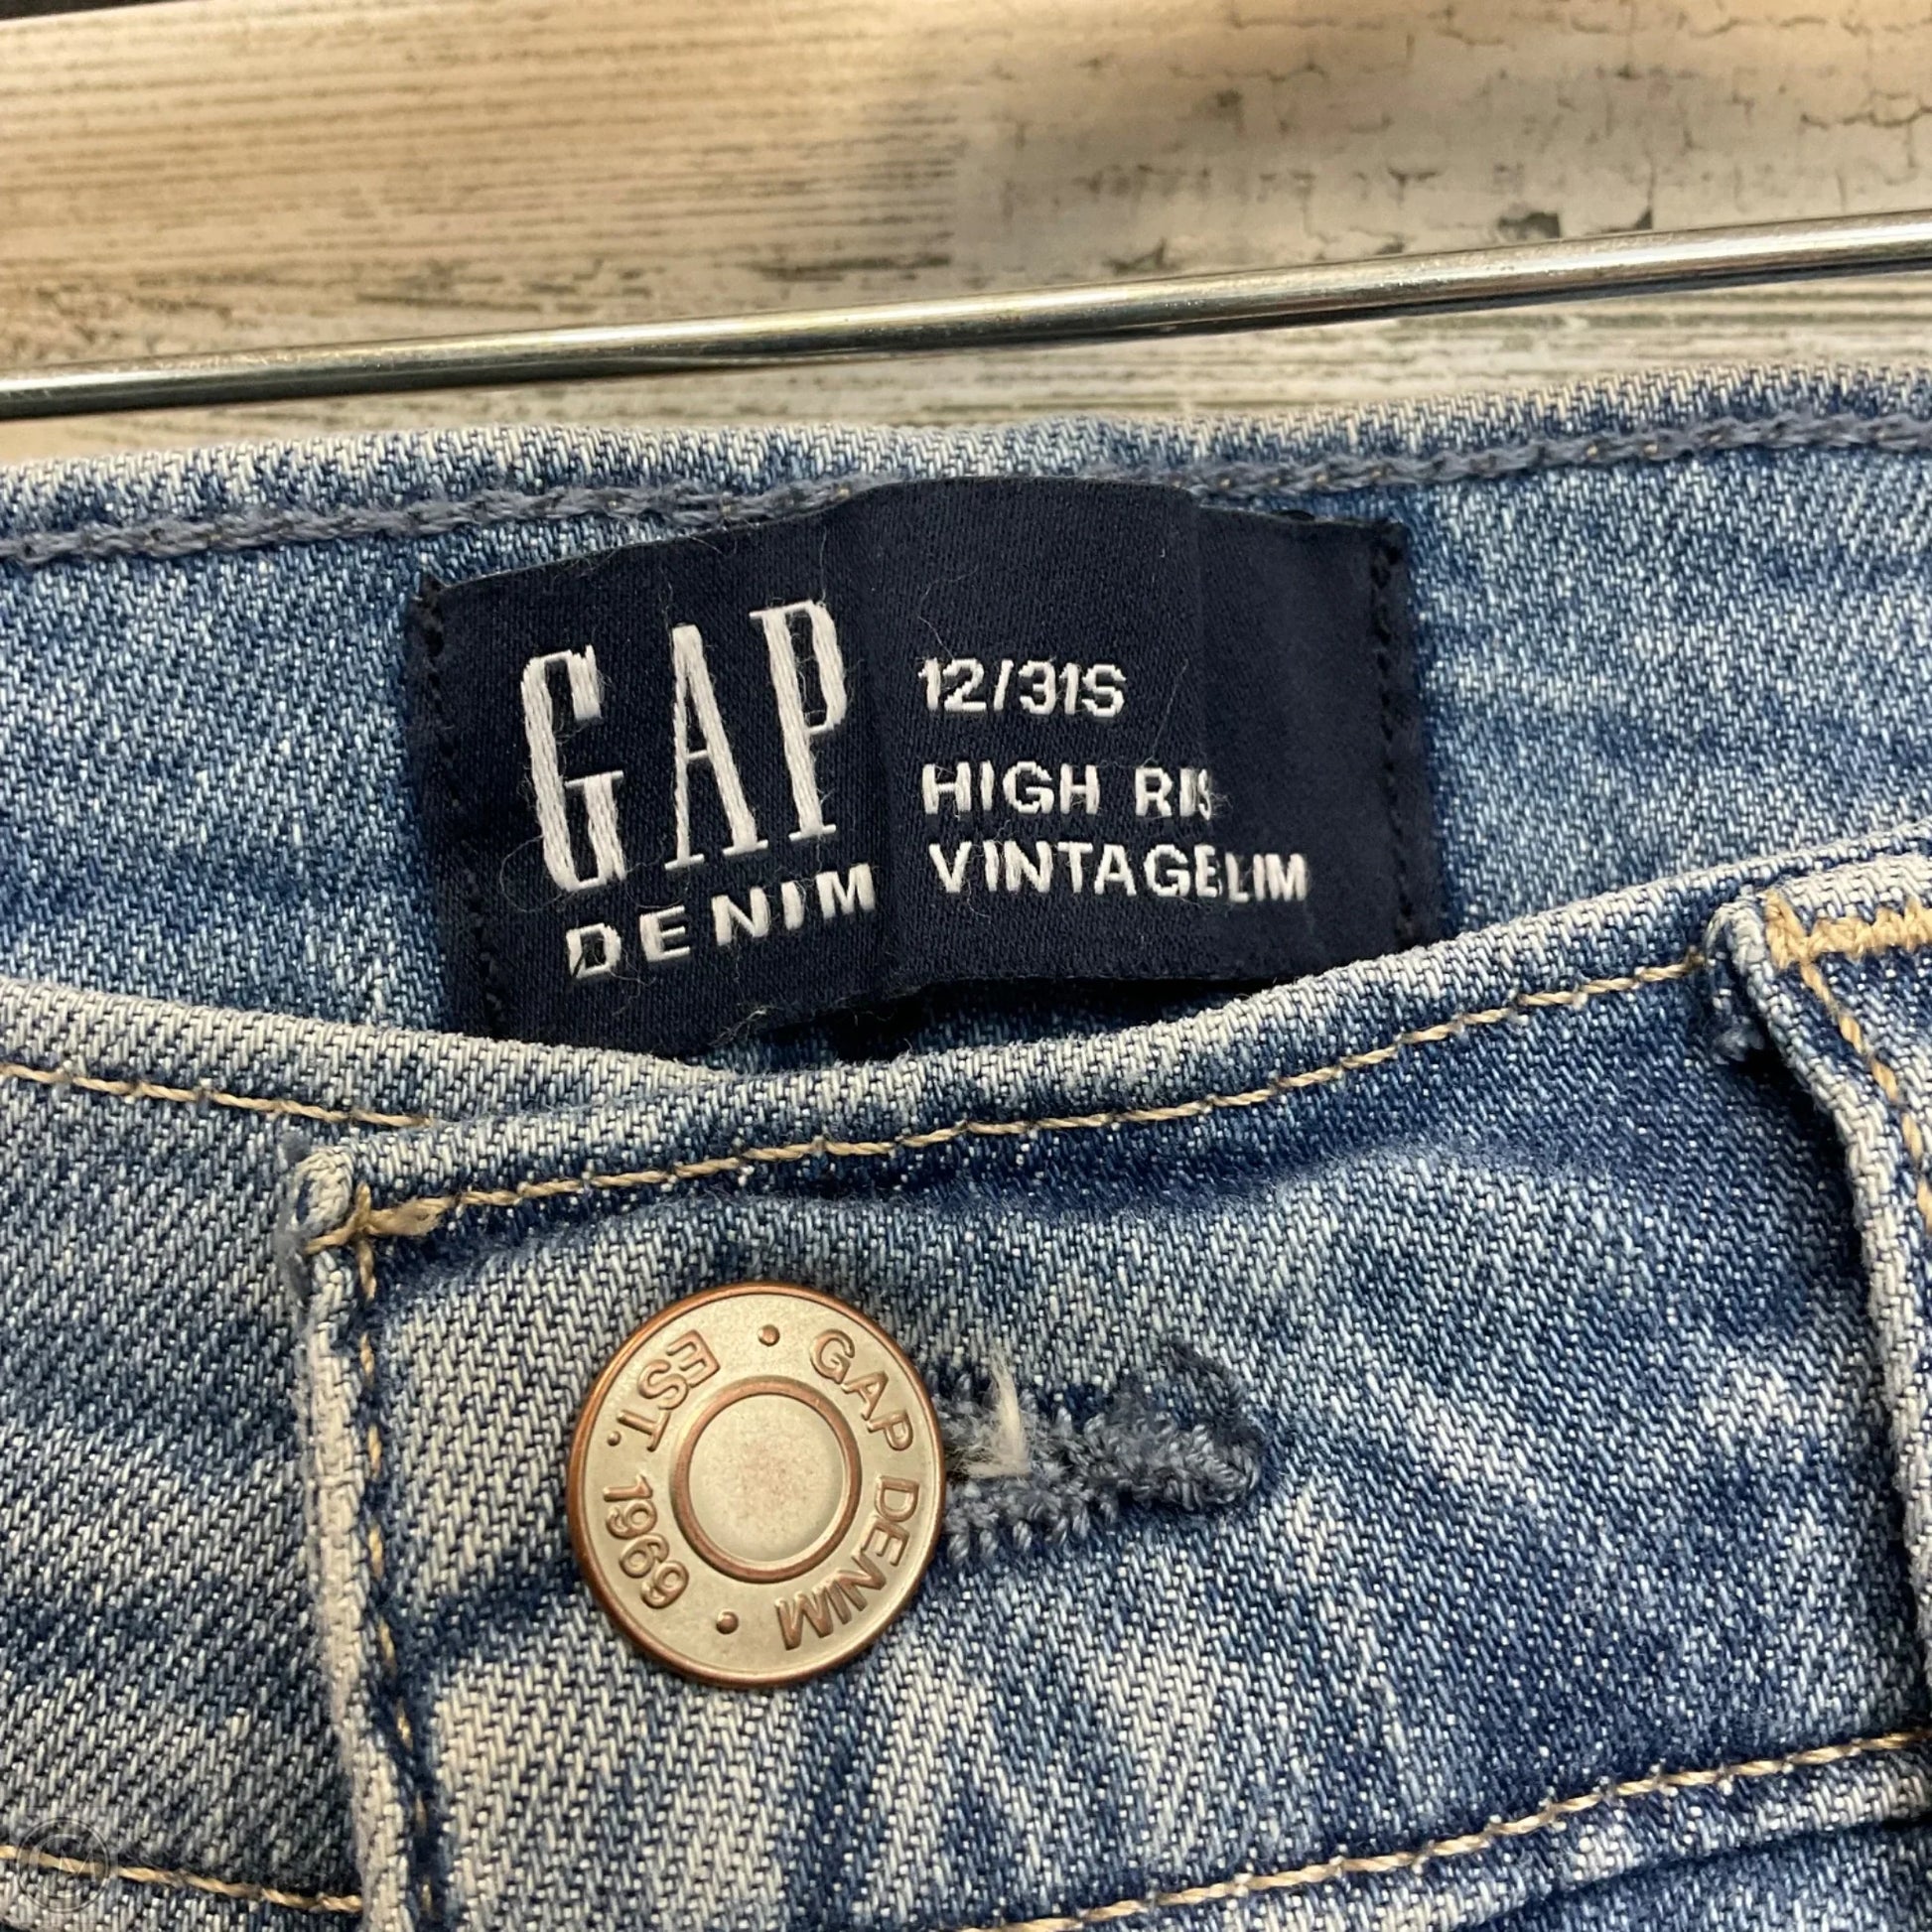 GAP
DENIM
12/31S
HIGH RIS
VINTAGELIM
GAP DENIM • EST. 1969 •